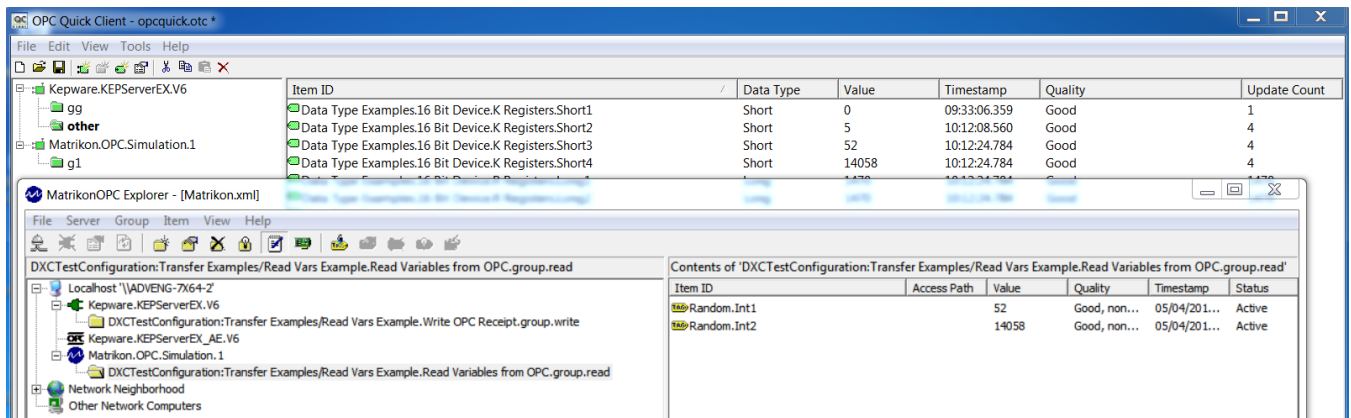 OPC Quick Client - opcquick.otc *
File Edit View Tools Help
Kepware.KEPServerEX.V6
gg
other
Matrikon.OPC.Simulation.1
g1
Item ID Data Type Value Timestamp Quality Update Count
Data Type Examples.16 Bit Device.K Registers.Short1 Short 0 09:33:06.359 Good 1
Data Type Examples.16 Bit Device.K Registers.Short2 Short 5 10:12:08.560 Good 4
Data Type Examples.16 Bit Device.K Registers.Short3 Short 52 10:12:24.784 Good 4
Data Type Examples.16 Bit Device.K Registers.Short4 Short 14058 10:12:24.784 Good 4
MatrikonOPC Explorer - [Matrikon.xml]
File Server Group Item View Help
DXCTestConfiguration:Transfer Examples/Read Vars Example.Read Variables from OPC.group.read
Localhost '\\ADVENG-7X64-2'
Kepware.KEPServerEX.V6
DXCTestConfiguration:Transfer Examples/Read Vars Example.Write OPC Receipt.group.write
Kepware.KEPServerEX_AE.V6
Matrikon.OPC.Simulation.1
DXCTestConfiguration:Transfer Examples/Read Vars Example.Read Variables from OPC.group.read
Network Neighborhood
Other Network Computers
Contents of 'DXCTestConfiguration:Transfer Examples/Read Vars Example.Read Variables from OPC.group.read'
Item ID Access Path Value Quality Timestamp Status
Random.Int1 52 Good, non... 05/04/201... Active
Random.Int2 14058 Good, non... 05/04/201... Active